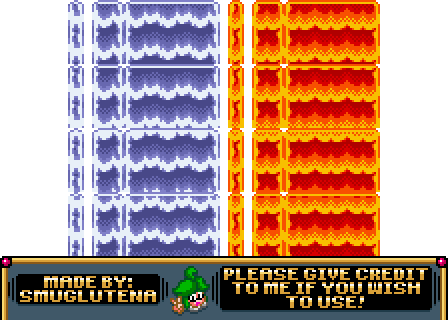 MADE BY:
SMUGLUTENA
PLEASE GIVE CREDIT
TO ME IF YOU WISH
TO USE!